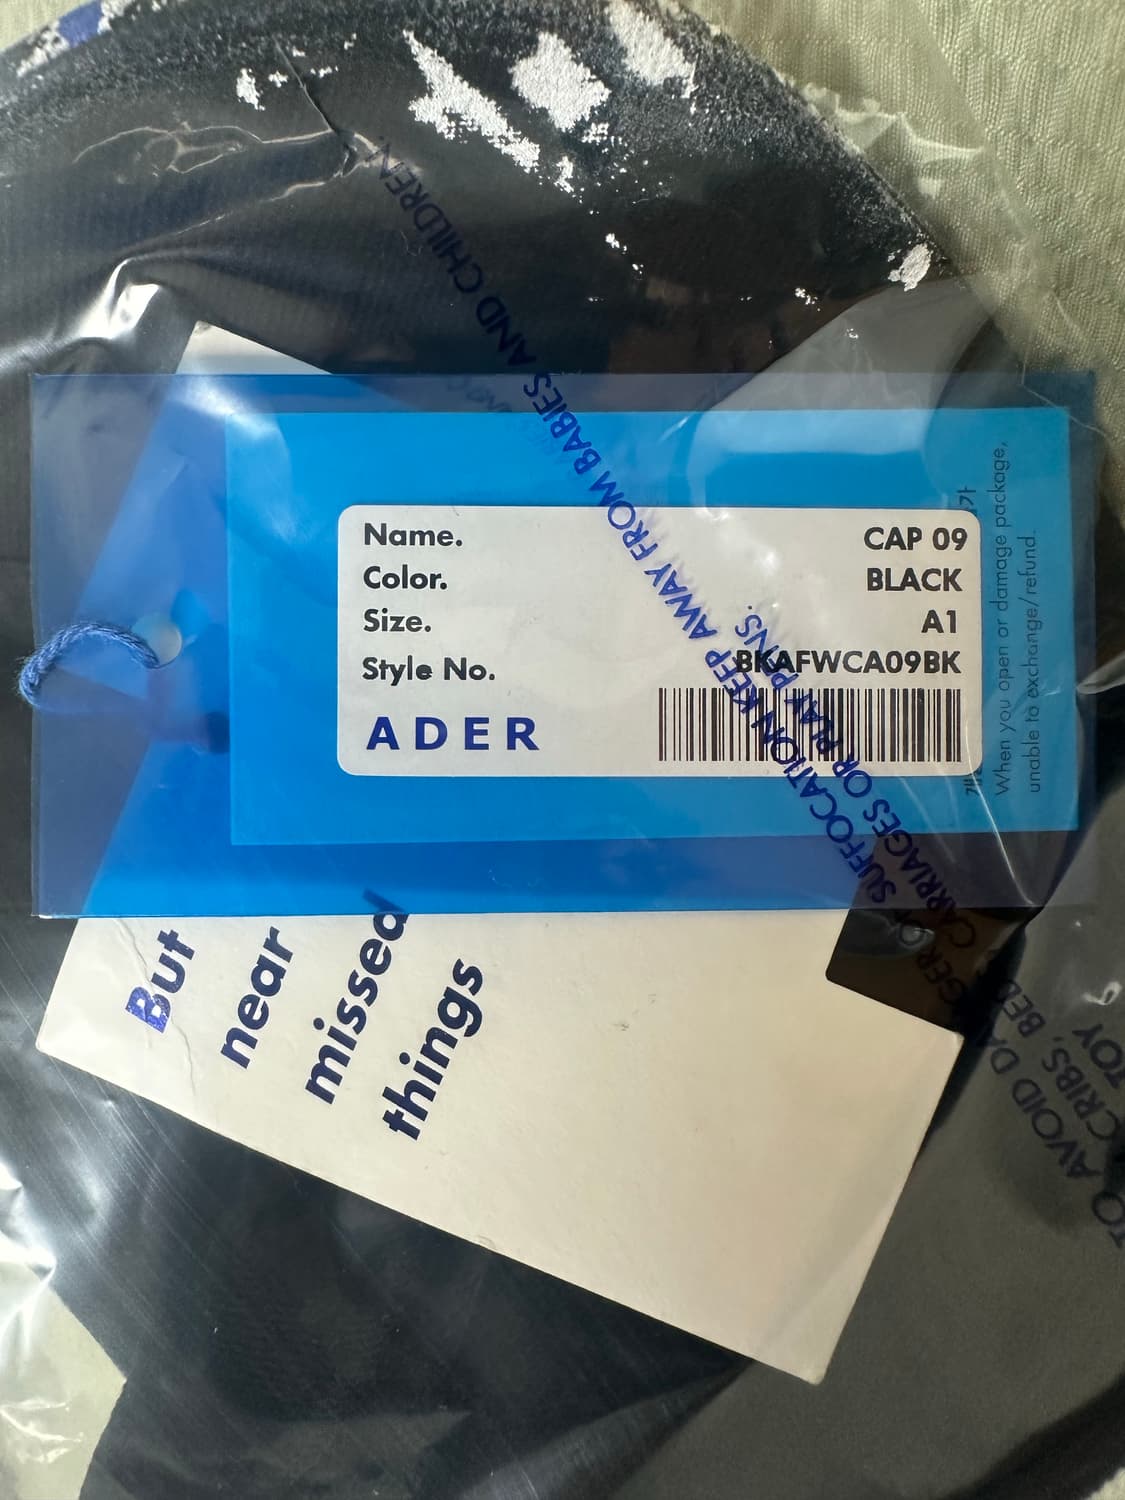 Name. CAP 09
Color. BLACK
Size. A1
Style No. BKAFWCA09BK
ADER
When you open or damage package,
unable to exchange/refund.
But
near
missed
things
TO AVOID DANGER OF SUFFOCATION KEEP AWAY FROM BABIES AND CHILDREN.
CRIBS, BEDS, CARRIAGES OR PLAY PENS.
TOY